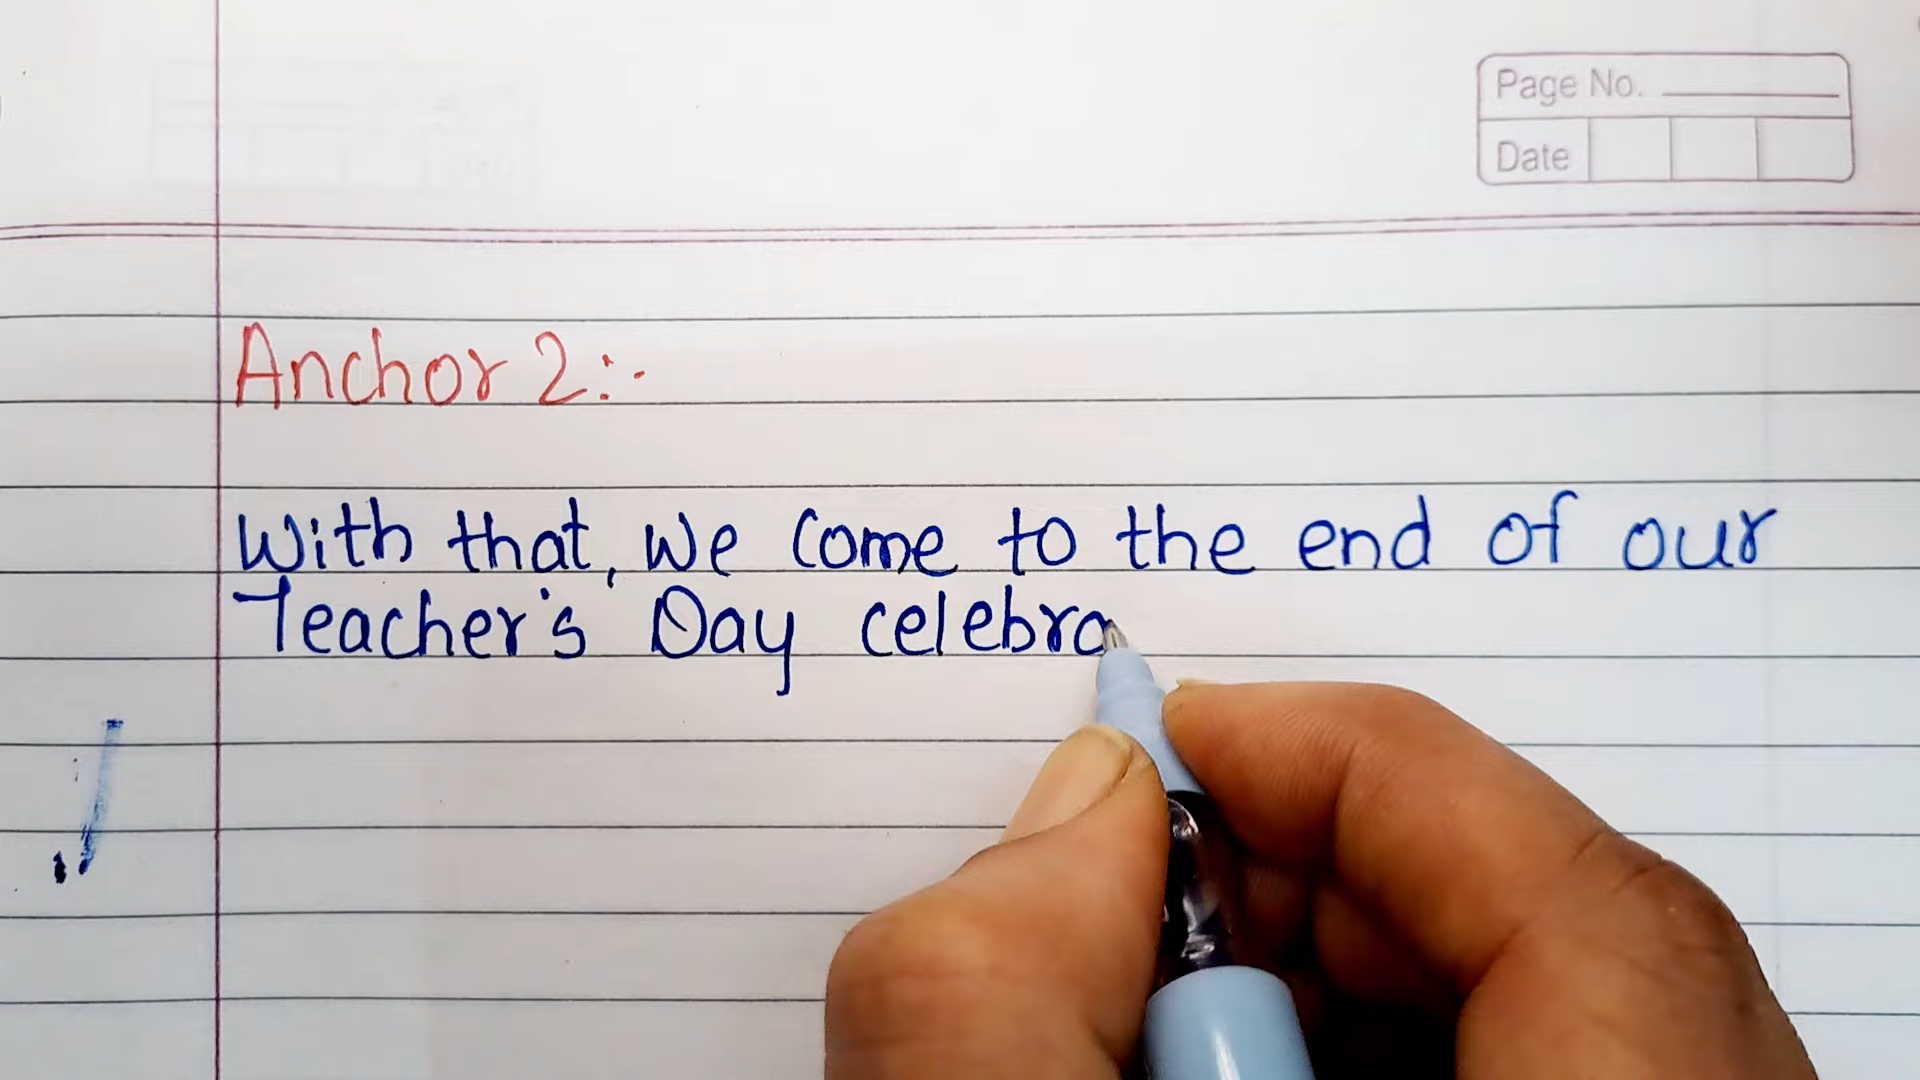 Page No.
Date
Anchor 2:-
With that, We Come to the end of our
Teacher's Day celebra